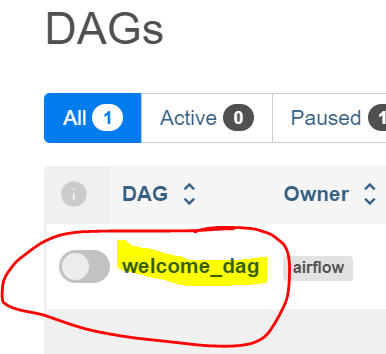 DAGs
All 1 Active 0 Paused 1
DAG Owner
welcome_dag airflow